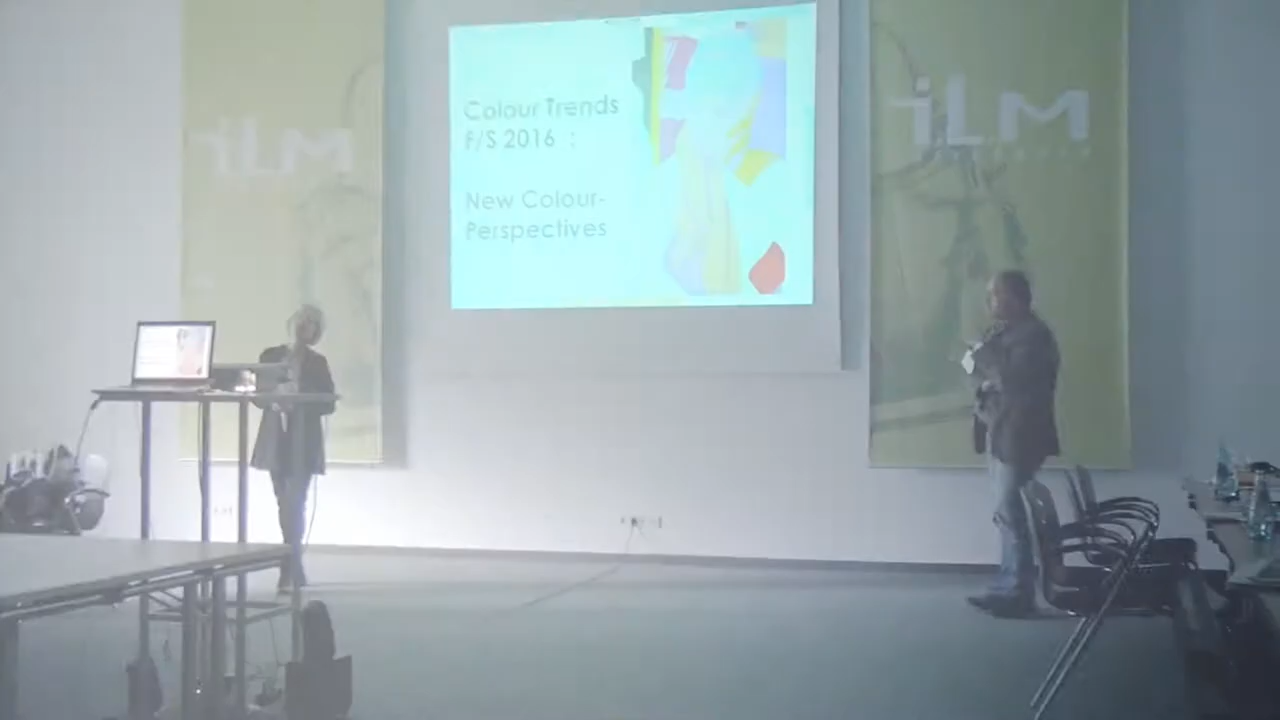 iLM
Colour Trends
F/S 2016 :
New Colour-
Perspectives
iLM